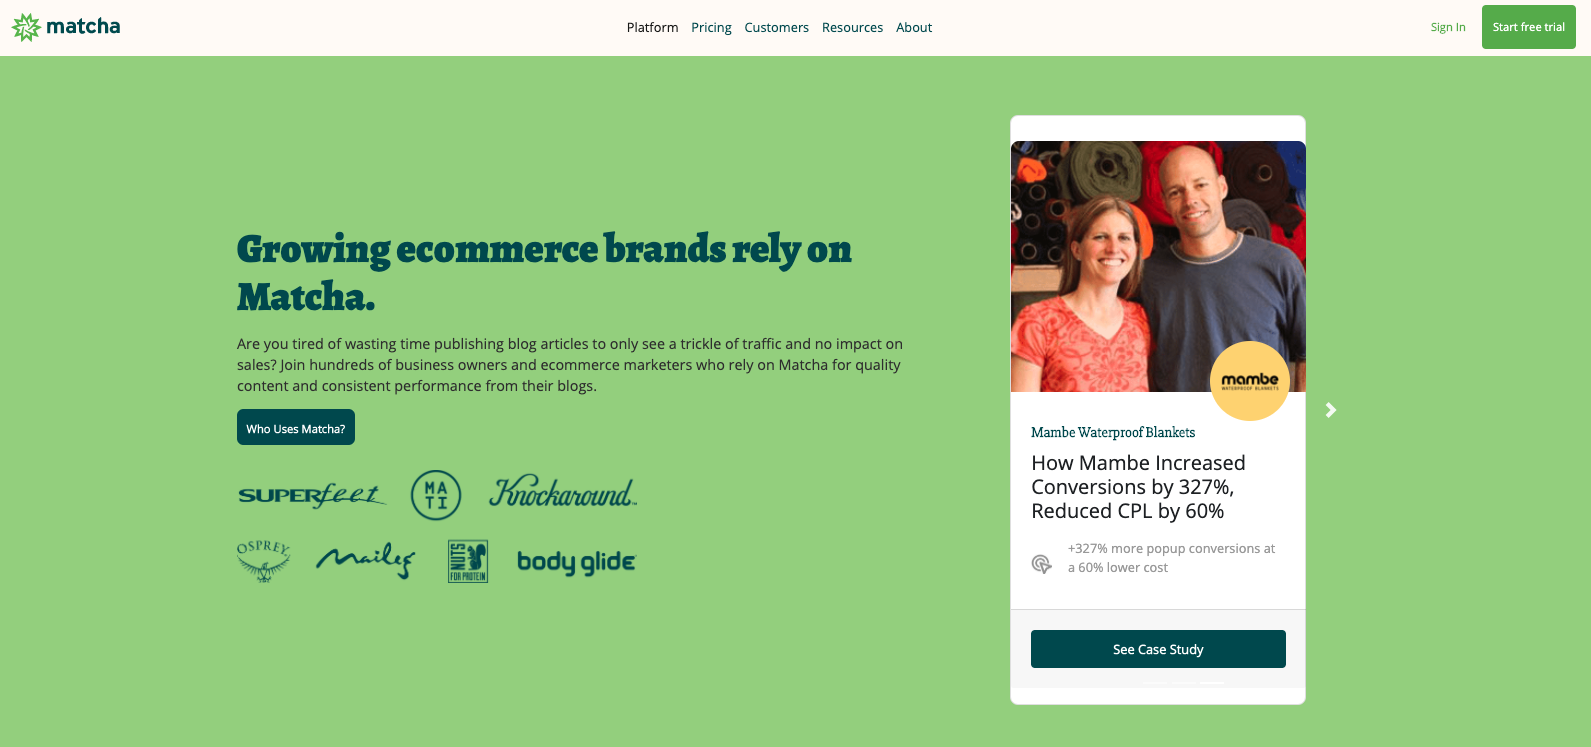 matcha
Platform
Pricing
Customers
Resources
About
Sign In
Start free trial
Growing ecommerce brands rely on
Matcha.
Are you tired of wasting time publishing blog articles to only see a trickle of traffic and no impact on
sales? Join hundreds of business owners and ecommerce marketers who rely on Matcha for quality
content and consistent performance from their blogs.
Who Uses Matcha?
SUPERfeet
MA
TI
Knockaround™
OSPREY
Maileg
NUTS
FOR PROTEIN
body glide
mambe
WATERPROOF BLANKETS
Mambe Waterproof Blankets
How Mambe Increased
Conversions by 327%,
Reduced CPL by 60%
+327% more popup conversions at
a 60% lower cost
See Case Study